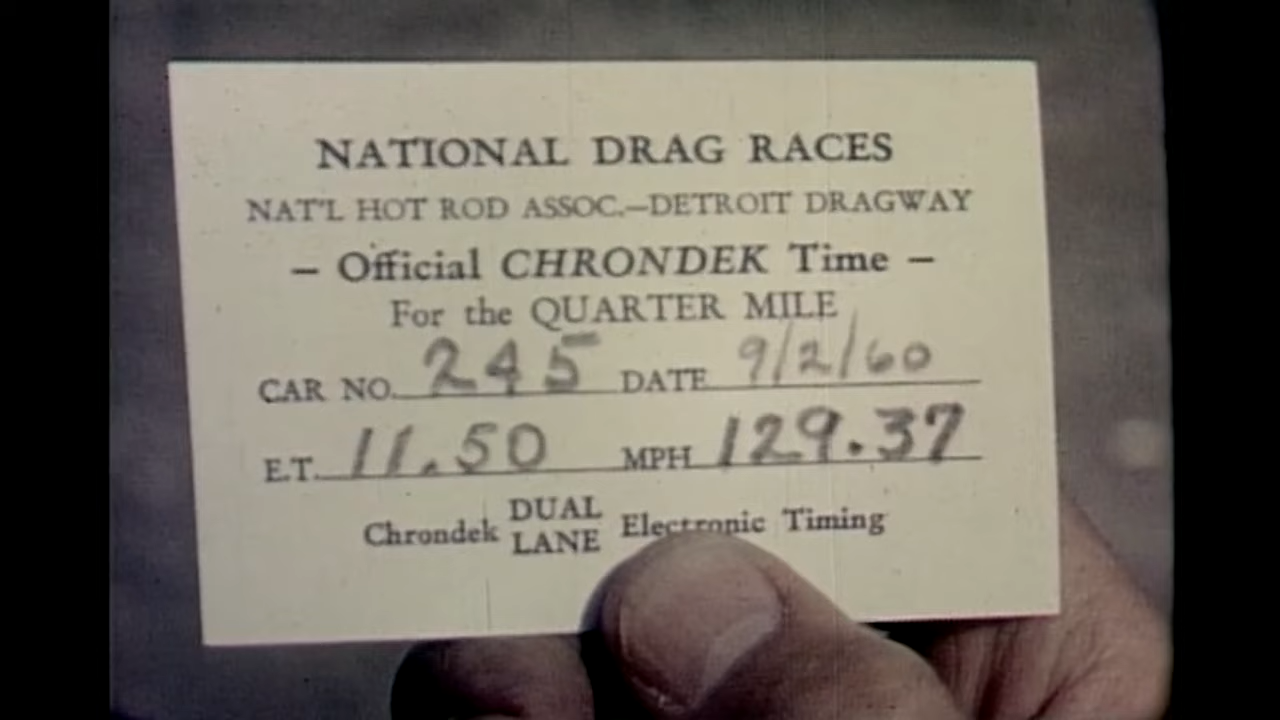 NATIONAL DRAG RACES
NAT'L HOT ROD ASSOC.—DETROIT DRAGWAY
— Official CHRONDEK Time —
For the QUARTER MILE
CAR NO. 245 DATE 9/2/60
E.T. 11.50 MPH 129.37
Chrondek DUAL LANE Electronic Timing